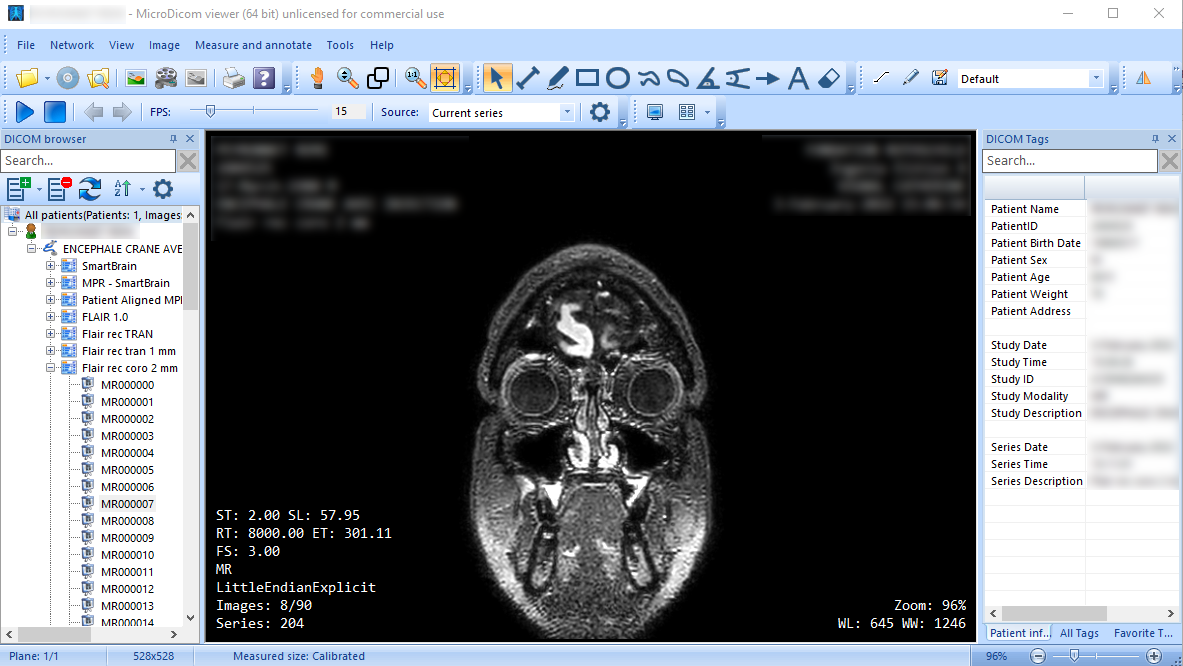 - MicroDicom viewer (64 bit) unlicensed for commercial use
File Network View Image Measure and annotate Tools Help
1:1 A Default
FPS: 15 Source: Current series
DICOM browser
Search...
All patients(Patients: 1, Images
ENCEPHALE CRANE AVE
SmartBrain
MPR - SmartBrain
Patient Aligned MP
FLAIR 1.0
Flair rec TRAN
Flair rec tran 1 mm
Flair rec coro 2 mm
MR000000
MR000001
MR000002
MR000003
MR000004
MR000005
MR000006
MR000007
MR000008
MR000009
MR000010
MR000011
MR000012
MR000013
MR000014
ST: 2.00 SL: 57.95
RT: 8000.00 ET: 301.11
FS: 3.00
MR
LittleEndianExplicit
Images: 8/90
Series: 204
Zoom: 96%
WL: 645 WW: 1246
DICOM Tags
Search...
Patient Name
PatientID
Patient Birth Date
Patient Sex
Patient Age
Patient Weight
Patient Address
Study Date
Study Time
Study ID
Study Modality
Study Description
Series Date
Series Time
Series Description
Patient inf... All Tags Favorite T...
Plane: 1/1 528x528 Measured size: Calibrated 96%